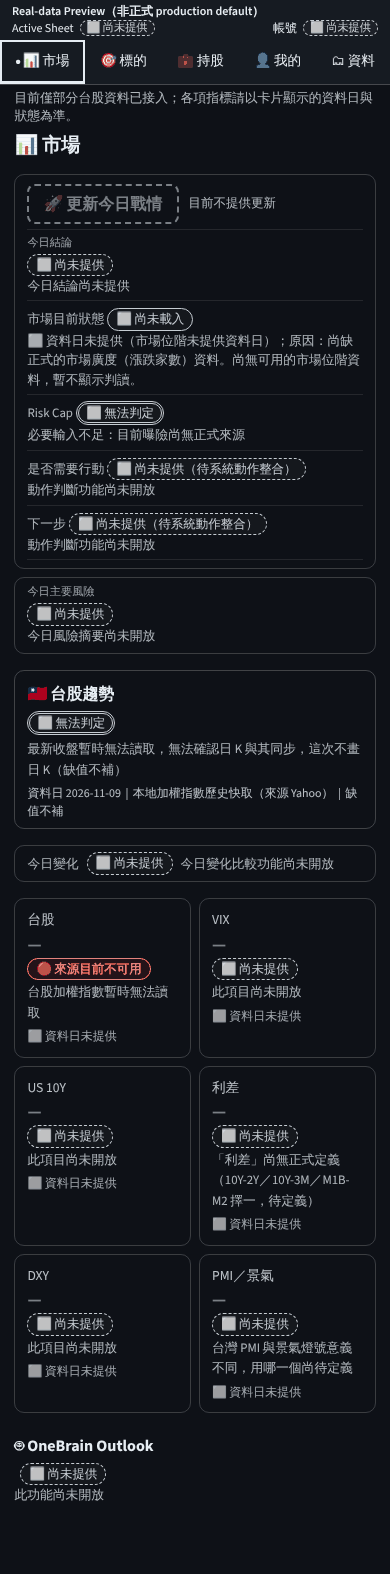 Real-data Preview（非正式 production default）
Active Sheet 尚未提供 帳號 尚未提供
市場 標的 持股 我的 資料
目前僅部分台股資料已接入；各項指標請以卡片顯示的資料日與
狀態為準。
市場
更新今日戰情 目前不提供更新
今日結論
尚未提供
今日結論尚未提供
市場目前狀態 尚未載入
資料日未提供（市場位階未提供資料日）；原因：尚缺
正式的市場廣度（漲跌家數）資料。尚無可用的市場位階資
料，暫不顯示判讀。
Risk Cap 無法判定
必要輸入不足：目前曝險尚無正式來源
是否需要行動 尚未提供（待系統動作整合）
動作判斷功能尚未開放
下一步 尚未提供（待系統動作整合）
動作判斷功能尚未開放
今日主要風險
尚未提供
今日風險摘要尚未開放
台股趨勢
無法判定
最新收盤暫時無法讀取，無法確認日 K 與其同步，這次不畫
日 K（缺值不補）
資料日 2026-11-09｜本地加權指數歷史快取（來源 Yahoo）｜缺
值不補
今日變化 尚未提供 今日變化比較功能尚未開放
台股
—
來源目前不可用
台股加權指數暫時無法讀
取
資料日未提供
VIX
—
尚未提供
此項目尚未開放
資料日未提供
US 10Y
—
尚未提供
此項目尚未開放
資料日未提供
利差
—
尚未提供
「利差」尚無正式定義
（10Y-2Y／10Y-3M／M1B-
M2 擇一，待定義）
資料日未提供
DXY
—
尚未提供
此項目尚未開放
資料日未提供
PMI／景氣
—
尚未提供
台灣 PMI 與景氣燈號意義
不同，用哪一個尚待定義
資料日未提供
OneBrain Outlook
尚未提供
此功能尚未開放